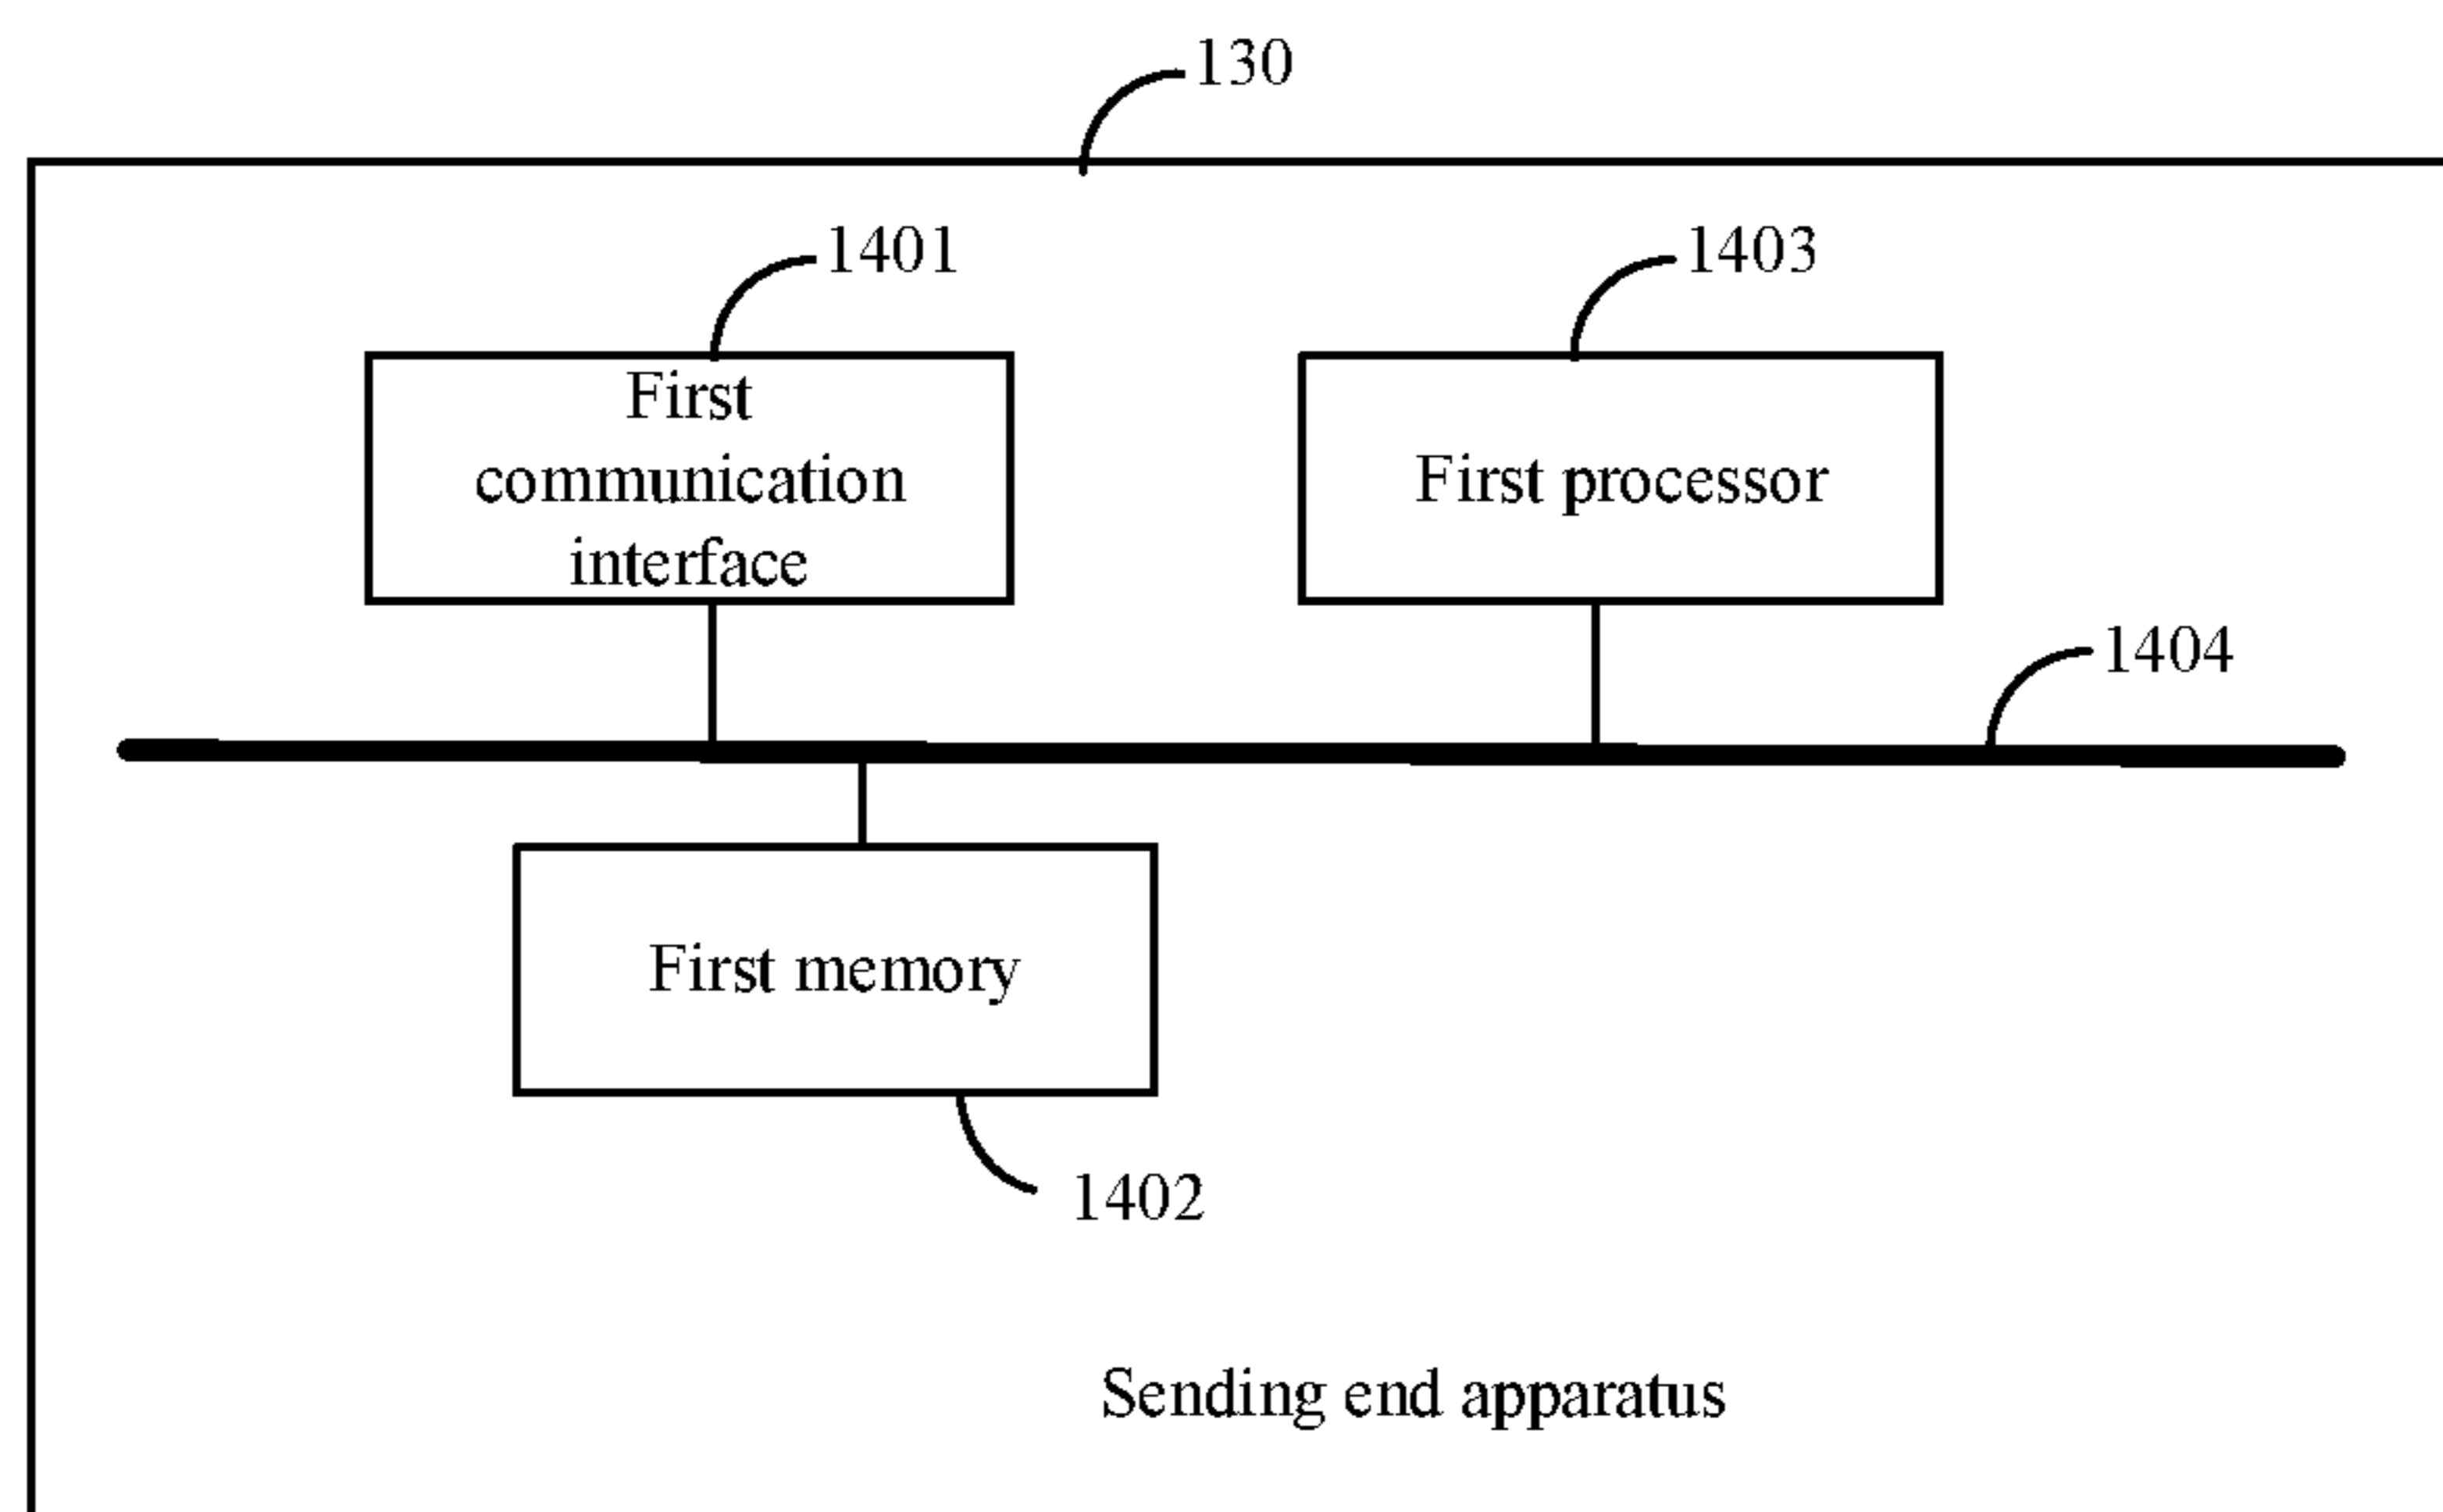 130
1401
1403
First
communication
interface
First processor
1404
First memory
1402
Sending end apparatus